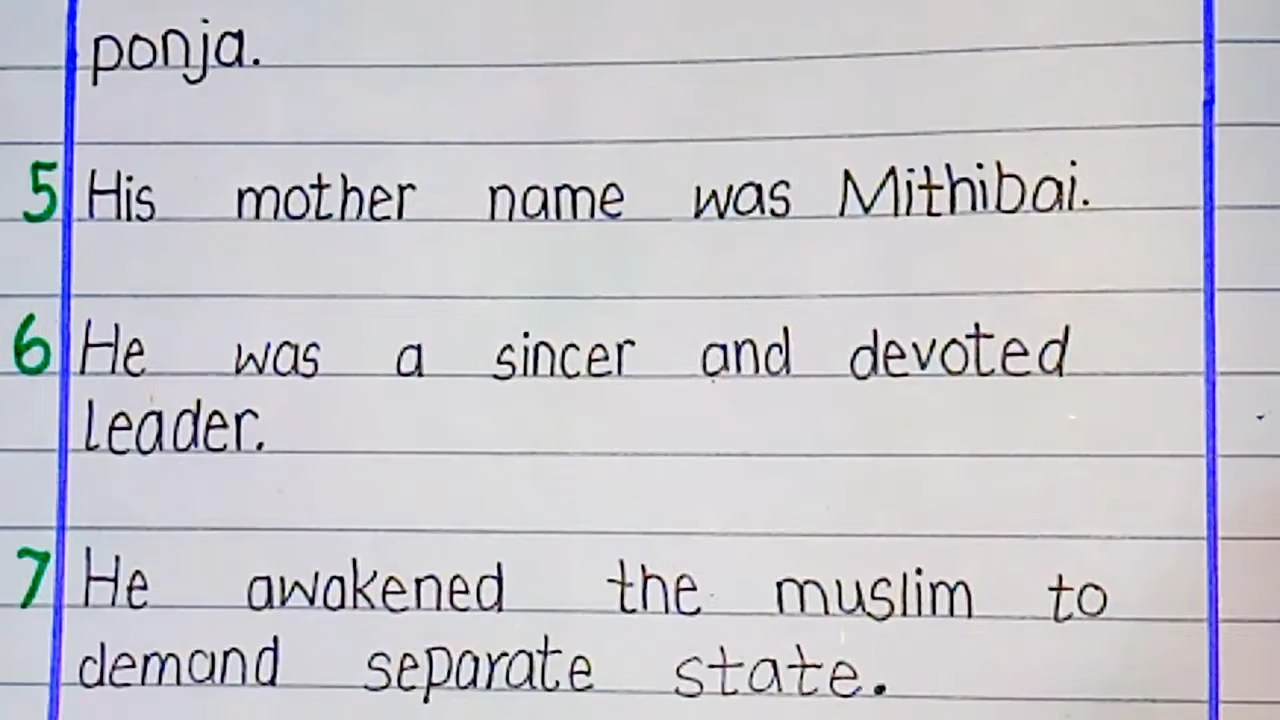 ponja.
5 His mother name was Mithibai.
6 He was a sincer and devoted
leader.
7 He awakened the muslim to
demand separate state.